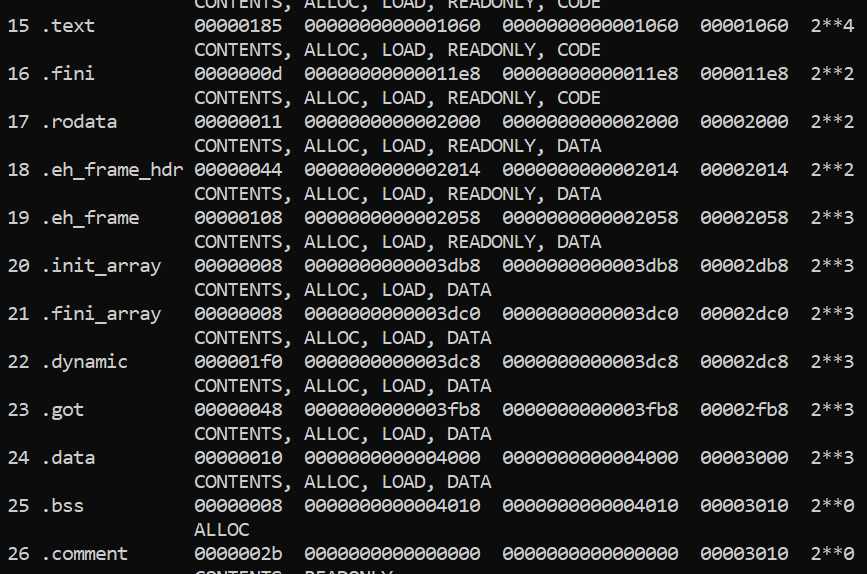 CONTENTS, ALLOC, LOAD, READONLY, CODE
15 .text 00000185 0000000000001060 0000000000001060 00001060 2**4
CONTENTS, ALLOC, LOAD, READONLY, CODE
16 .fini 0000000d 00000000000011e8 00000000000011e8 000011e8 2**2
CONTENTS, ALLOC, LOAD, READONLY, CODE
17 .rodata 00000011 0000000000002000 0000000000002000 00002000 2**2
CONTENTS, ALLOC, LOAD, READONLY, DATA
18 .eh_frame_hdr 00000044 0000000000002014 0000000000002014 00002014 2**2
CONTENTS, ALLOC, LOAD, READONLY, DATA
19 .eh_frame 00000108 0000000000002058 0000000000002058 00002058 2**3
CONTENTS, ALLOC, LOAD, READONLY, DATA
20 .init_array 00000008 0000000000003db8 0000000000003db8 00002db8 2**3
CONTENTS, ALLOC, LOAD, DATA
21 .fini_array 00000008 0000000000003dc0 0000000000003dc0 00002dc0 2**3
CONTENTS, ALLOC, LOAD, DATA
22 .dynamic 000001f0 0000000000003dc8 0000000000003dc8 00002dc8 2**3
CONTENTS, ALLOC, LOAD, DATA
23 .got 00000048 0000000000003fb8 0000000000003fb8 00002fb8 2**3
CONTENTS, ALLOC, LOAD, DATA
24 .data 00000010 0000000000004000 0000000000004000 00003000 2**3
CONTENTS, ALLOC, LOAD, DATA
25 .bss 00000008 0000000000004010 0000000000004010 00003010 2**0
ALLOC
26 .comment 0000002b 0000000000000000 0000000000000000 00003010 2**0
CONTENTS, READONLY